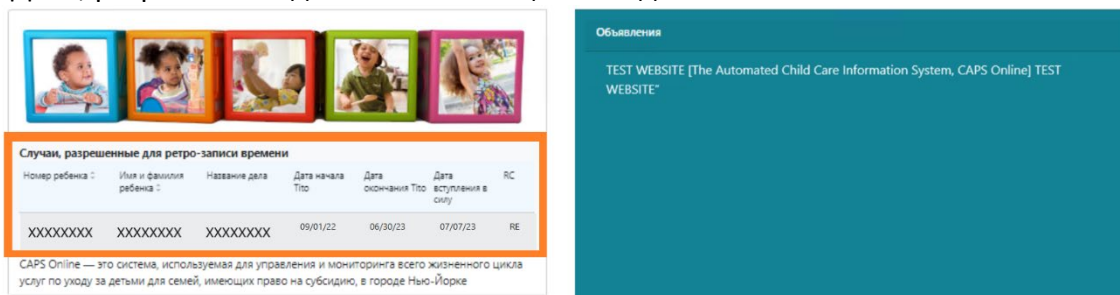 Случаи, разрешенные для ретро-записи времени
Номер ребенка
Имя и фамилия ребенка
Название дела
Дата начала Tito
Дата окончания Tito
Дата вступления в силу
RC
XXXXXXXX XXXXXXXX XXXXXXXX 09/01/22 06/30/23 07/07/23 RE
CAPS Online — это система, используемая для управления и мониторинга всего жизненного цикла
услуг по уходу за детьми для семей, имеющих право на субсидию, в городе Нью-Йорке
Объявления
TEST WEBSITE [The Automated Child Care Information System, CAPS Online] TEST
WEBSITE"